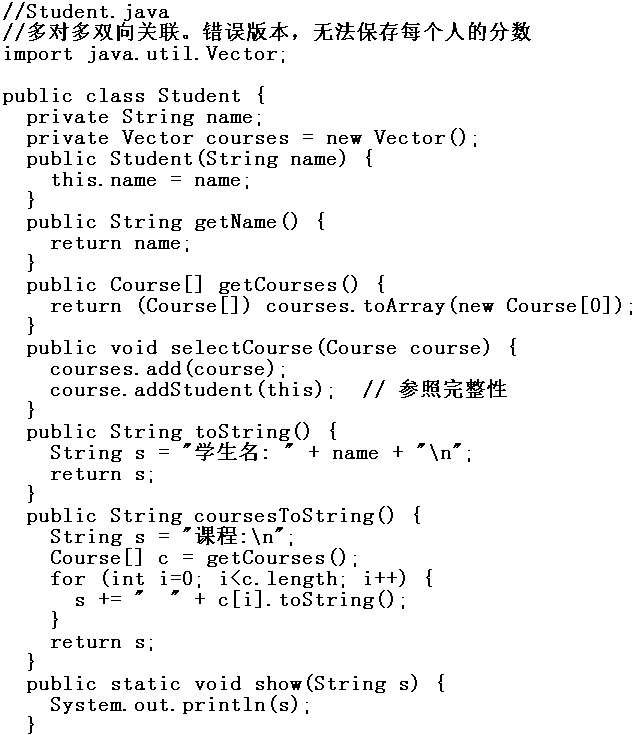 //Student.java
//多对多双向关联。错误版本，无法保存每个人的分数
import java.util.Vector;

public class Student {
  private String name;
  private Vector courses = new Vector();
  public Student(String name) {
    this.name = name;
  }
  public String getName() {
    return name;
  }
  public Course[] getCourses() {
    return (Course[]) courses.toArray(new Course[0]);
  }
  public void selectCourse(Course course) {
    courses.add(course);
    course.addStudent(this);  // 参照完整性
  }
  public String toString() {
    String s = "学生名: " + name + "\n";
    return s;
  }
  public String coursesToString() {
    String s = "课程:\n";
    Course[] c = getCourses();
    for (int i=0; i<c.length; i++) {
      s += "  " + c[i].toString();
    }
    return s;
  }
  public static void show(String s) {
    System.out.println(s);
  }